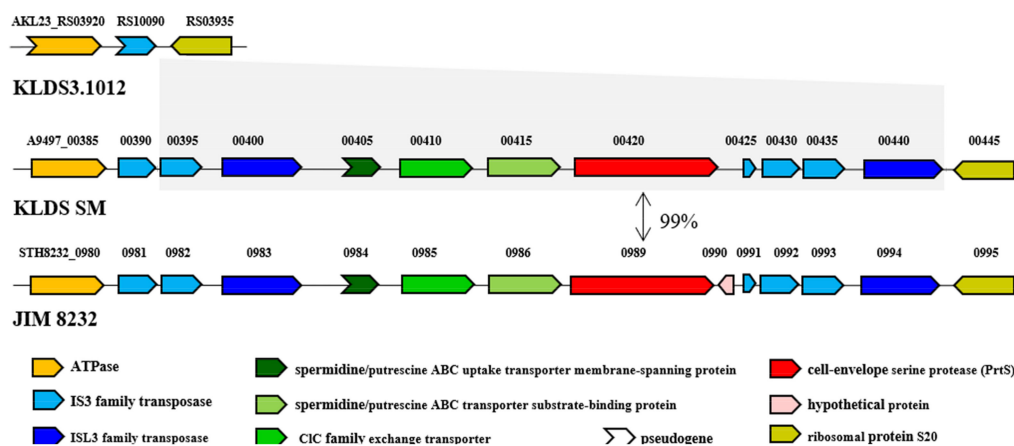 AKL23_RS03920 RS10090 RS03935
KLDS3.1012
A9497_00385 00390 00395 00400 00405 00410 00415 00420 00425 00430 00435 00440 00445
KLDS SM
99%
STH8232_0980 0981 0982 0983 0984 0985 0986 0989 0990 0991 0992 0993 0994 0995
JIM 8232
ATPase spermidine/putrescine ABC uptake transporter membrane-spanning protein cell-envelope serine protease (PrtS)
IS3 family transposase spermidine/putrescine ABC transporter substrate-binding protein hypothetical protein
ISL3 family transposase ClC family exchange transporter pseudogene ribosomal protein S20